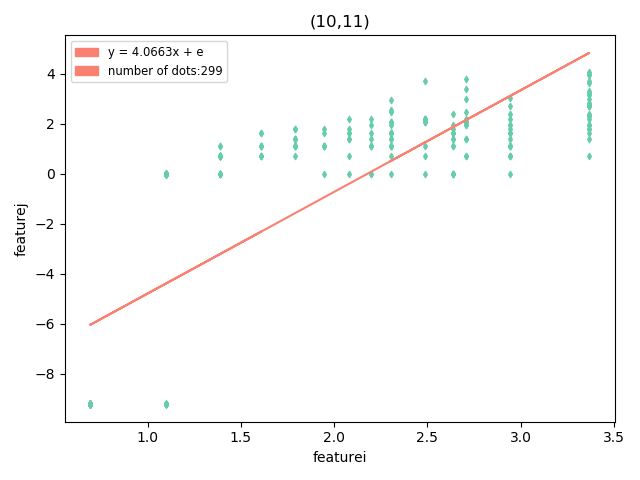 (10,11)
y = 4.0663x + e
number of dots:299
4
2
0
−2
−4
−6
−8
featurej
1.0 1.5 2.0 2.5 3.0 3.5
featurei